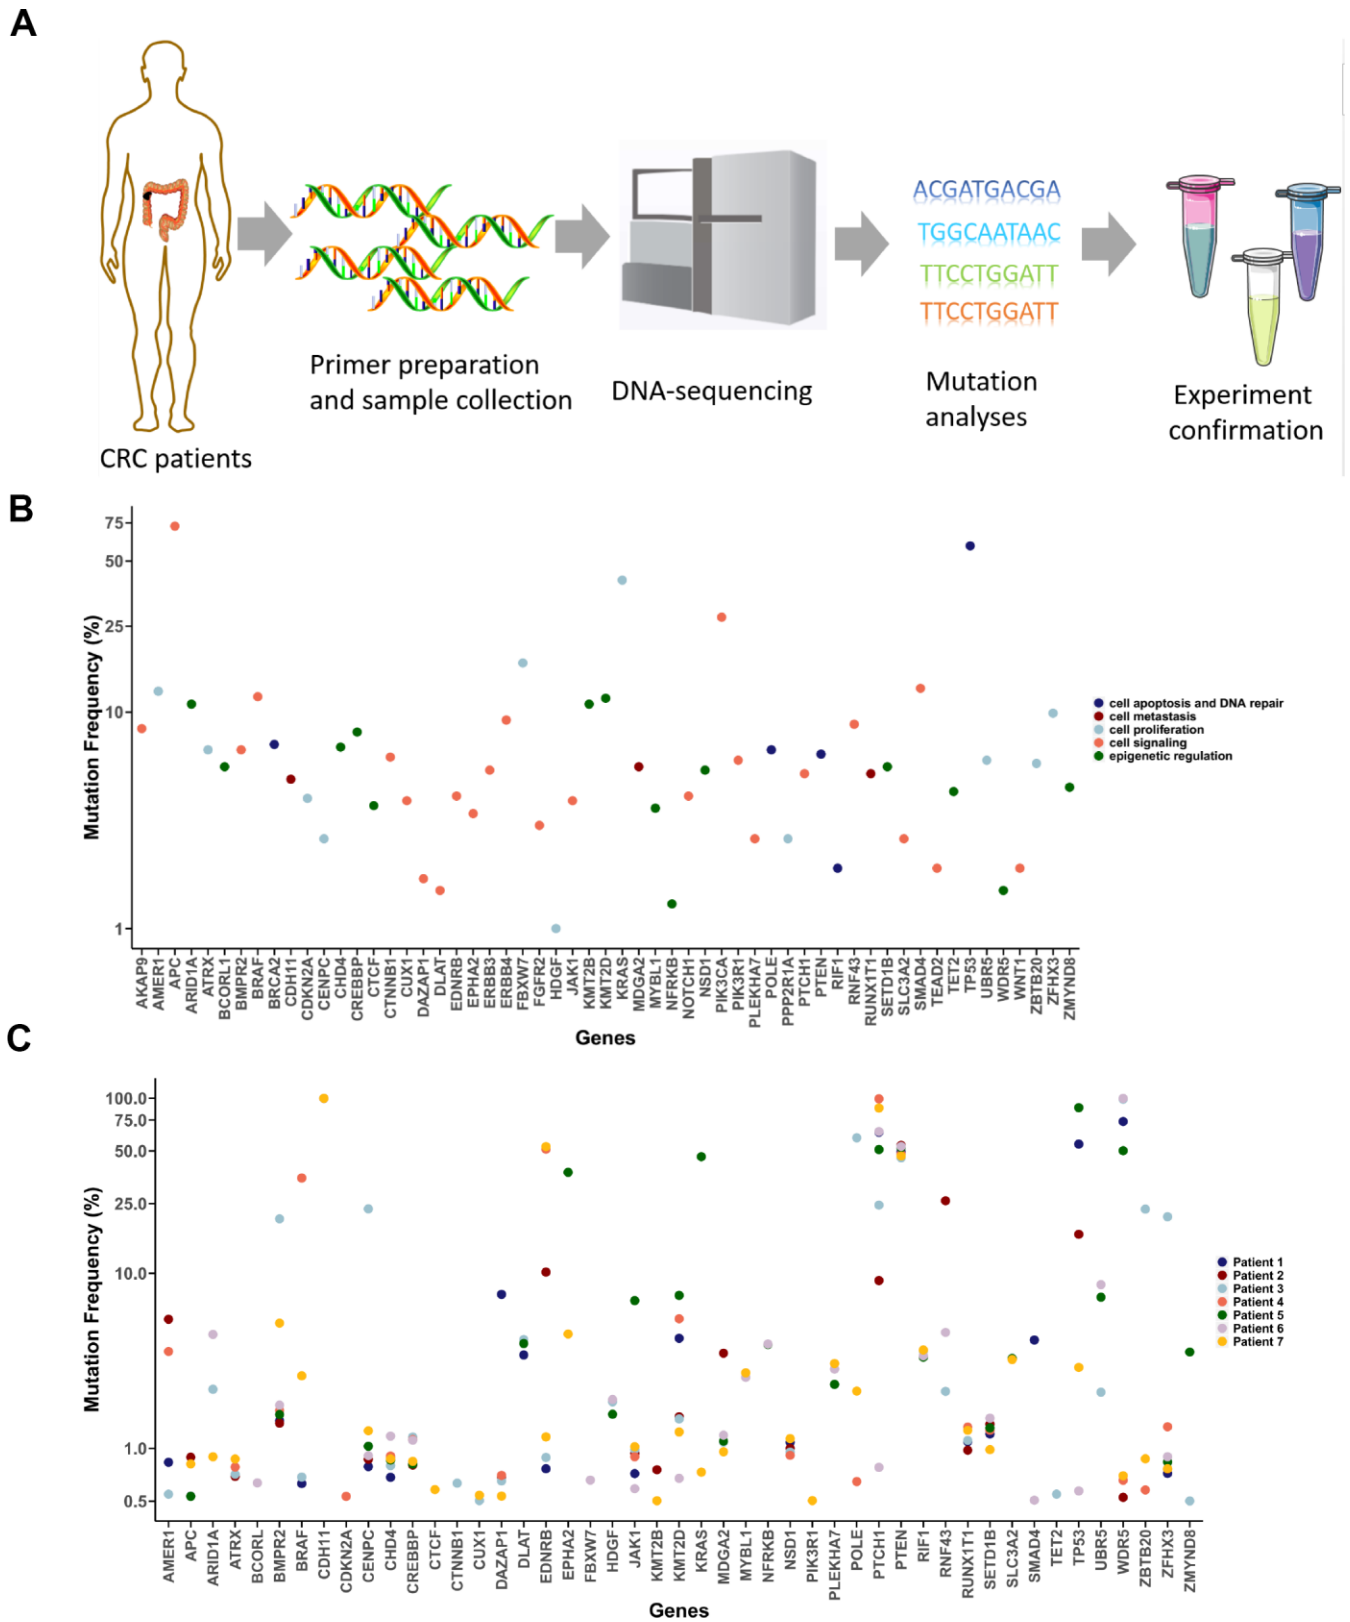 A
ACGATGACGA
TGGCAATAAC
TTCCTGGATT
TTCCTGGATT
Primer preparation
and sample collection
DNA-sequencing
Mutation
analyses
Experiment
confirmation
CRC patients
B
Mutation Frequency (%)
75
50
25
10
1
AKAP9
AMER1
APC
ARID1A
ATRX
BCORL1
BMPR2
BRAF
BRCA2
CDH11
CDKN2A
CENPC
CHD4
CREBBP
CTCF
CTNNB1
CUX1
DAZAP1
DLAT
EDNRB
EPHA2
ERBB3
ERBB4
FBXW7
FGFR2
HDGF
JAK1
KMT2B
KMT2D
KRAS
MDGA2
MYBL1
NFRKB
NOTCH1
NSD1
PIK3CA
PIK3R1
PLEKHA7
POLE
PPP2R1A
PTCH1
PTEN
RIF1
RNF43
RUNX1T1
SETD1B
SLC3A2
SMAD4
TEAD2
TET2
TP53
UBR5
WDR5
WNT1
ZBTB20
ZFHX3
ZMYND8
Genes
cell apoptosis and DNA repair
cell metastasis
cell proliferation
cell signaling
epigenetic regulation
C
Mutation Frequency (%)
100.0
75.0
50.0
25.0
10.0
1.0
0.5
AMER1
APC
ARID1A
ATRX
BCORL
BMPR2
BRAF
CDH11
CDKN2A
CENPC
CHD4
CREBBP
CTCF
CTNNB1
CUX1
DAZAP1
DLAT
EDNRB
EPHA2
FBXW7
HDGF
JAK1
KMT2B
KMT2D
KRAS
MDGA2
MYBL1
NFRKB
NSD1
PIK3R1
PLEKHA7
POLE
PTCH1
PTEN
RIF1
RNF43
RUNX1T1
SETD1B
SLC3A2
SMAD4
TET2
TP53
UBR5
WDR5
ZBTB20
ZFHX3
ZMYND8
Genes
Patient 1
Patient 2
Patient 3
Patient 4
Patient 5
Patient 6
Patient 7